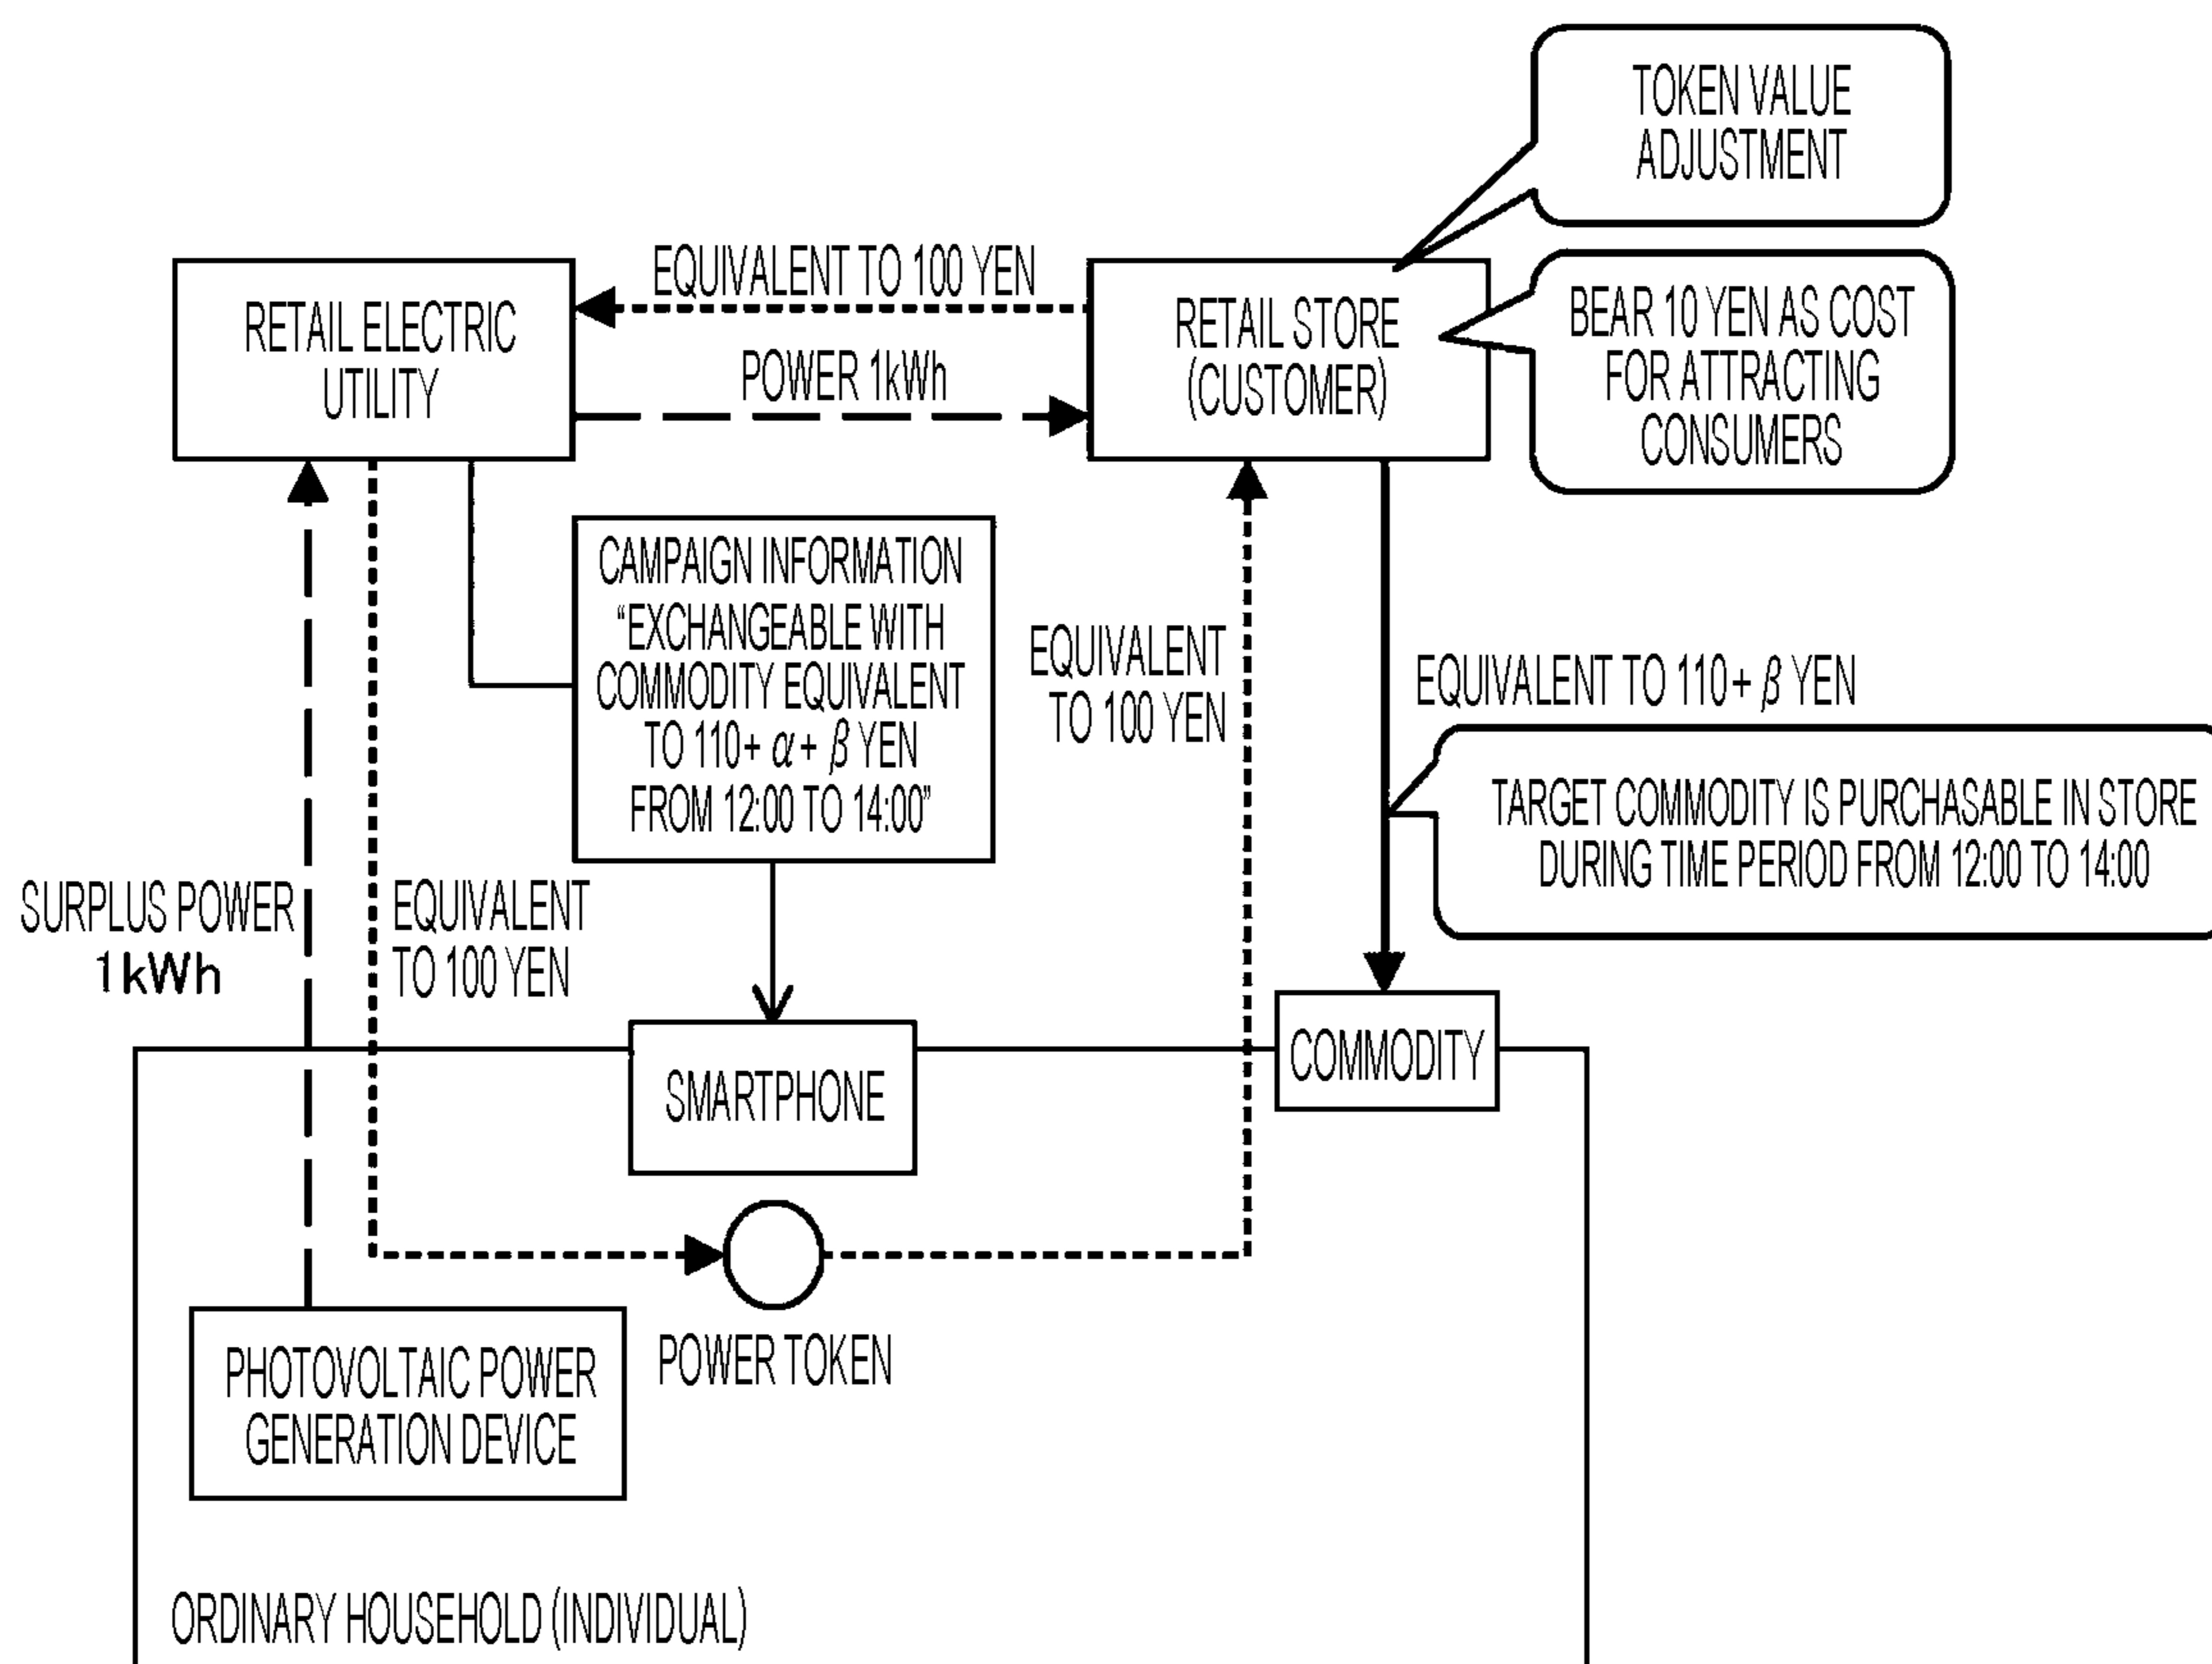 TOKEN VALUE
ADJUSTMENT
EQUIVALENT TO 100 YEN
RETAIL ELECTRIC
UTILITY
POWER 1kWh
RETAIL STORE
(CUSTOMER)
BEAR 10 YEN AS COST
FOR ATTRACTING
CONSUMERS
CAMPAIGN INFORMATION
“EXCHANGEABLE WITH
COMMODITY EQUIVALENT
TO 110+ α + β YEN
FROM 12:00 TO 14:00”
EQUIVALENT
TO 100 YEN
EQUIVALENT TO 110+ β YEN
TARGET COMMODITY IS PURCHASABLE IN STORE
DURING TIME PERIOD FROM 12:00 TO 14:00
SURPLUS POWER
1kWh
EQUIVALENT
TO 100 YEN
SMARTPHONE
COMMODITY
POWER TOKEN
PHOTOVOLTAIC POWER
GENERATION DEVICE
ORDINARY HOUSEHOLD (INDIVIDUAL)